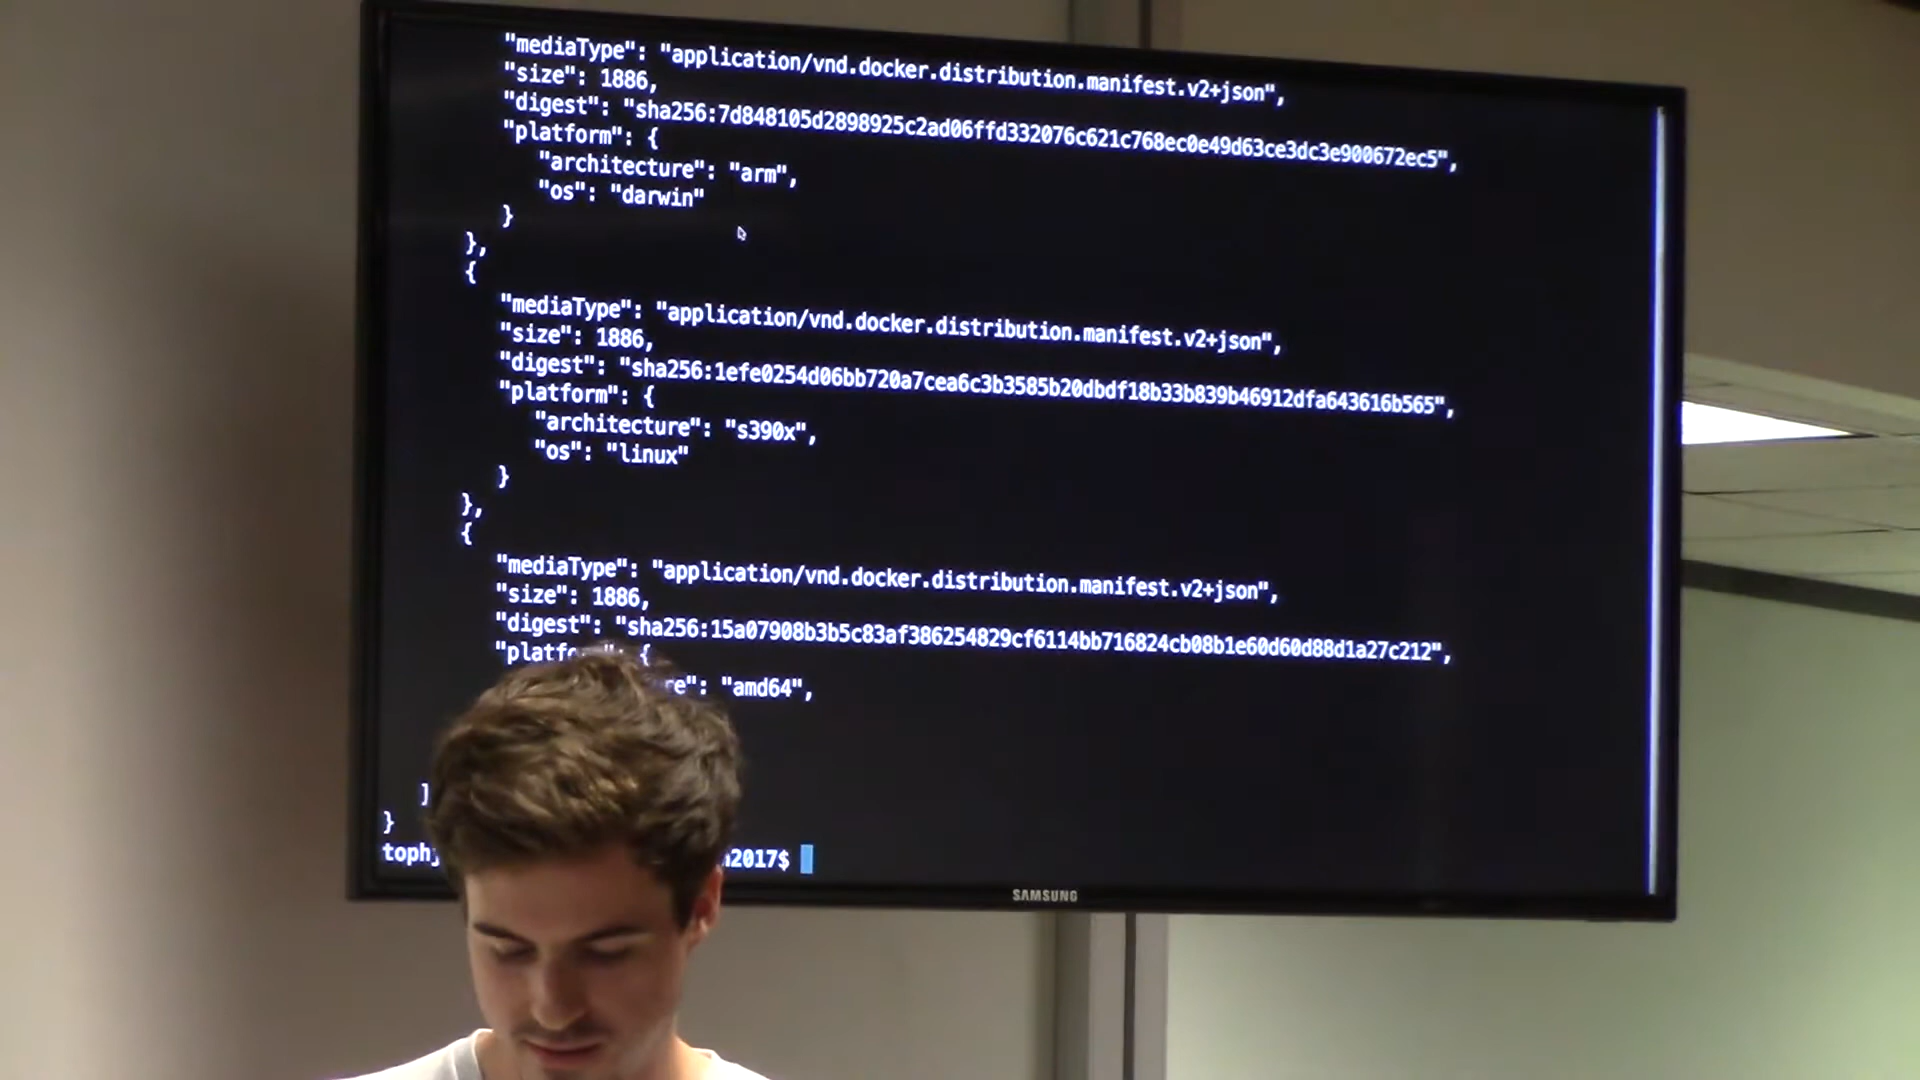 "mediaType": "application/vnd.docker.distribution.manifest.v2+json",
"size": 1886,
"digest": "sha256:7d848105d2898925c2ad06ffd332076c621c768ec0e49d63ce3dc3e900672ec5",
"platform": {
"architecture": "arm",
"os": "darwin"
}
},
{
"mediaType": "application/vnd.docker.distribution.manifest.v2+json",
"size": 1886,
"digest": "sha256:1efe0254d06bb720a7cea6c3b3585b20dbdf18b33b839b46912dfa643616b565",
"platform": {
"architecture": "s390x",
"os": "linux"
}
},
{
"mediaType": "application/vnd.docker.distribution.manifest.v2+json",
"size": 1886,
"digest": "sha256:15a07908b3b5c83af386254829cf6114bb716824cb08b1e60d60d88d1a27c212",
{
re": "amd64",
]
}
toph 2017$
SAMSUNG